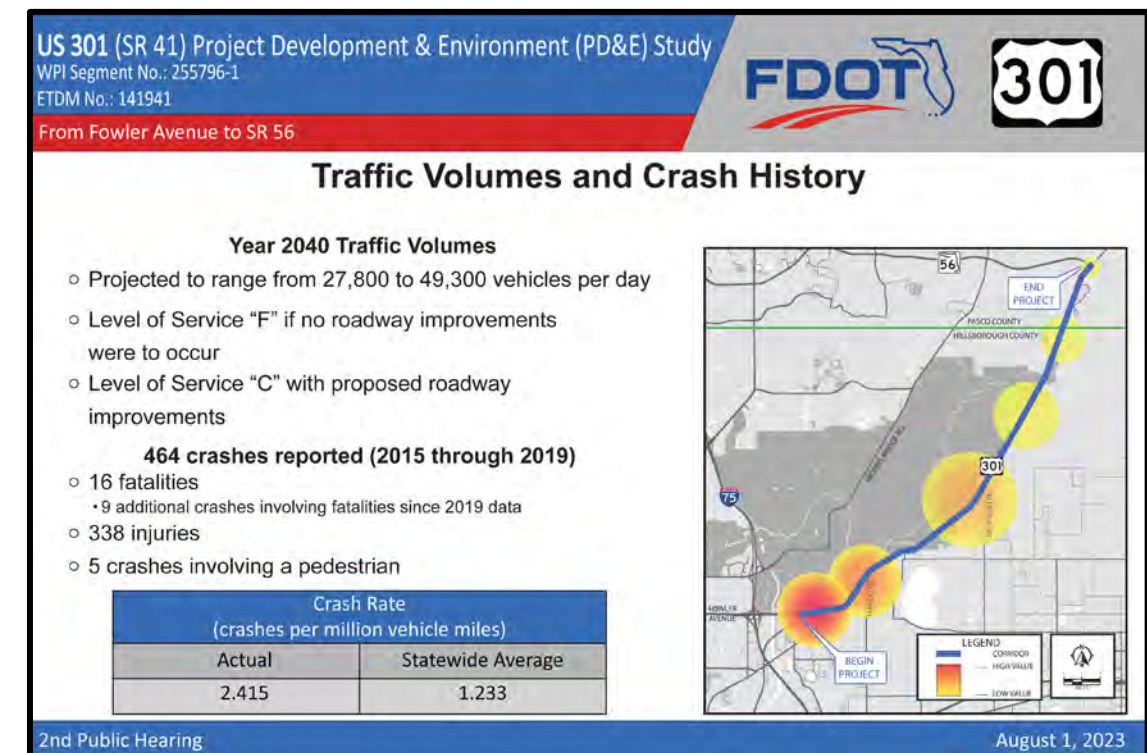 US 301 (SR 41) Project Development & Environment (PD&E) Study
WPI Segment No.: 255796-1
ETDM No.: 141941
From Fowler Avenue to SR 56
FDOT
301
Traffic Volumes and Crash History
Year 2040 Traffic Volumes
○ Projected to range from 27,800 to 49,300 vehicles per day
○ Level of Service “F” if no roadway improvements
were to occur
○ Level of Service “C” with proposed roadway
improvements
464 crashes reported (2015 through 2019)
○ 16 fatalities
• 9 additional crashes involving fatalities since 2019 data
○ 338 injuries
○ 5 crashes involving a pedestrian
Crash Rate
(crashes per million vehicle miles)
Actual Statewide Average
2.415 1.233
56
END
PROJECT
PASCO COUNTY
HILLSBOROUGH COUNTY
301
75
FOWLER
AVENUE
BEGIN
PROJECT
LEGEND
CORRIDOR
HIGH VALUE
LOW VALUE
2nd Public Hearing
August 1, 2023